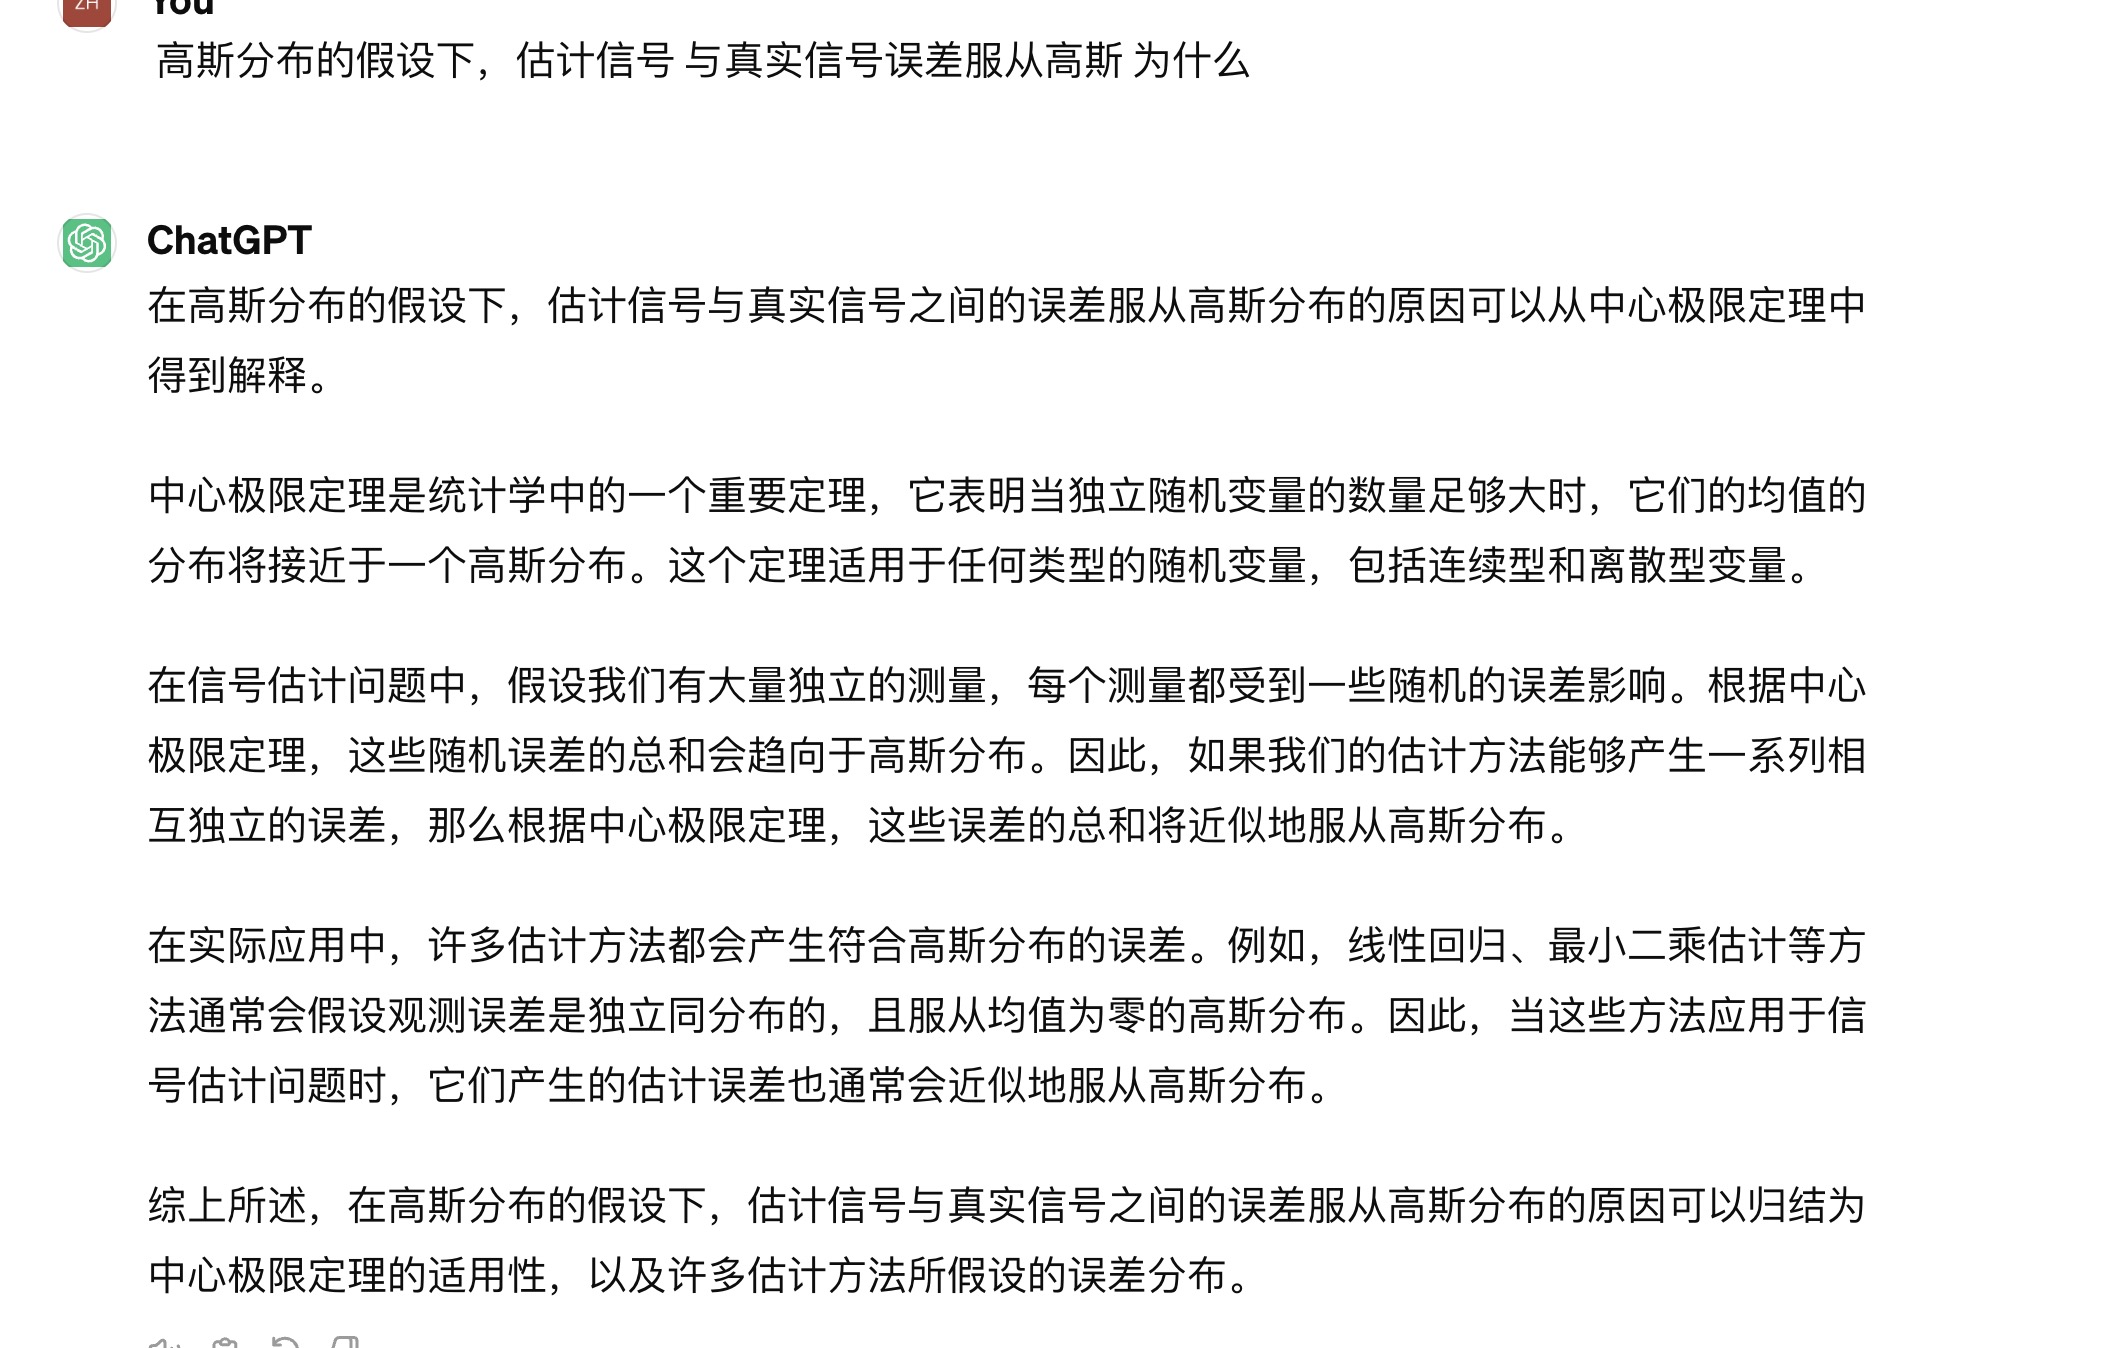 ZH
You
高斯分布的假设下，估计信号 与真实信号误差服从高斯 为什么
ChatGPT
在高斯分布的假设下，估计信号与真实信号之间的误差服从高斯分布的原因可以从中心极限定理中
得到解释。
中心极限定理是统计学中的一个重要定理，它表明当独立随机变量的数量足够大时，它们的均值的
分布将接近于一个高斯分布。这个定理适用于任何类型的随机变量，包括连续型和离散型变量。
在信号估计问题中，假设我们有大量独立的测量，每个测量都受到一些随机的误差影响。根据中心
极限定理，这些随机误差的总和会趋向于高斯分布。因此，如果我们的估计方法能够产生一系列相
互独立的误差，那么根据中心极限定理，这些误差的总和将近似地服从高斯分布。
在实际应用中，许多估计方法都会产生符合高斯分布的误差。例如，线性回归、最小二乘估计等方
法通常会假设观测误差是独立同分布的，且服从均值为零的高斯分布。因此，当这些方法应用于信
号估计问题时，它们产生的估计误差也通常会近似地服从高斯分布。
综上所述，在高斯分布的假设下，估计信号与真实信号之间的误差服从高斯分布的原因可以归结为
中心极限定理的适用性，以及许多估计方法所假设的误差分布。